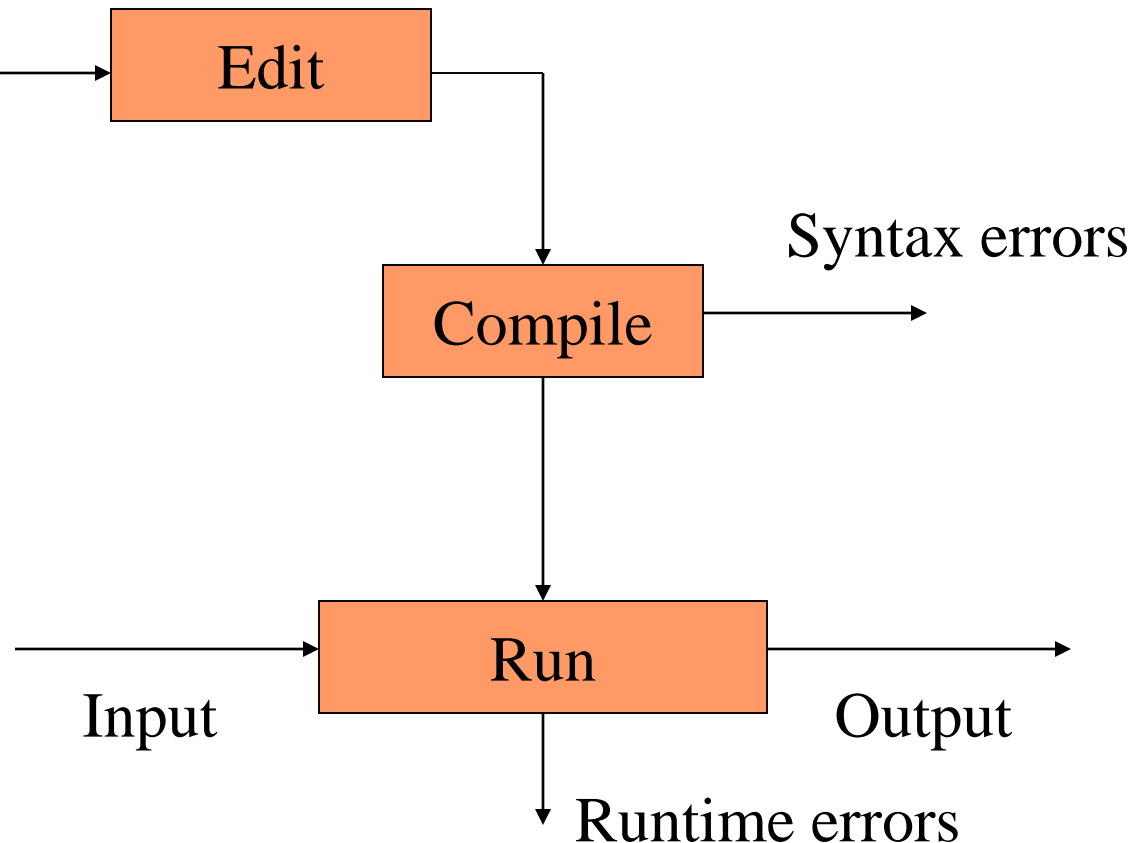 Edit
Syntax errors
Compile
Run
Input
Output
Runtime errors